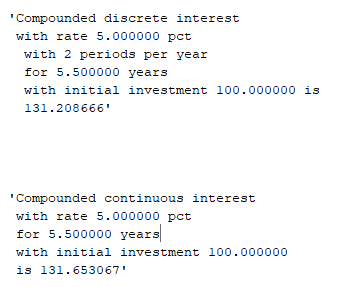 'Compounded discrete interest
with rate 5.000000 pct
with 2 periods per year
for 5.500000 years
with initial investment 100.000000 is
131.208666'
'Compounded continuous interest
with rate 5.000000 pct
for 5.500000 years
with initial investment 100.000000
is 131.653067'